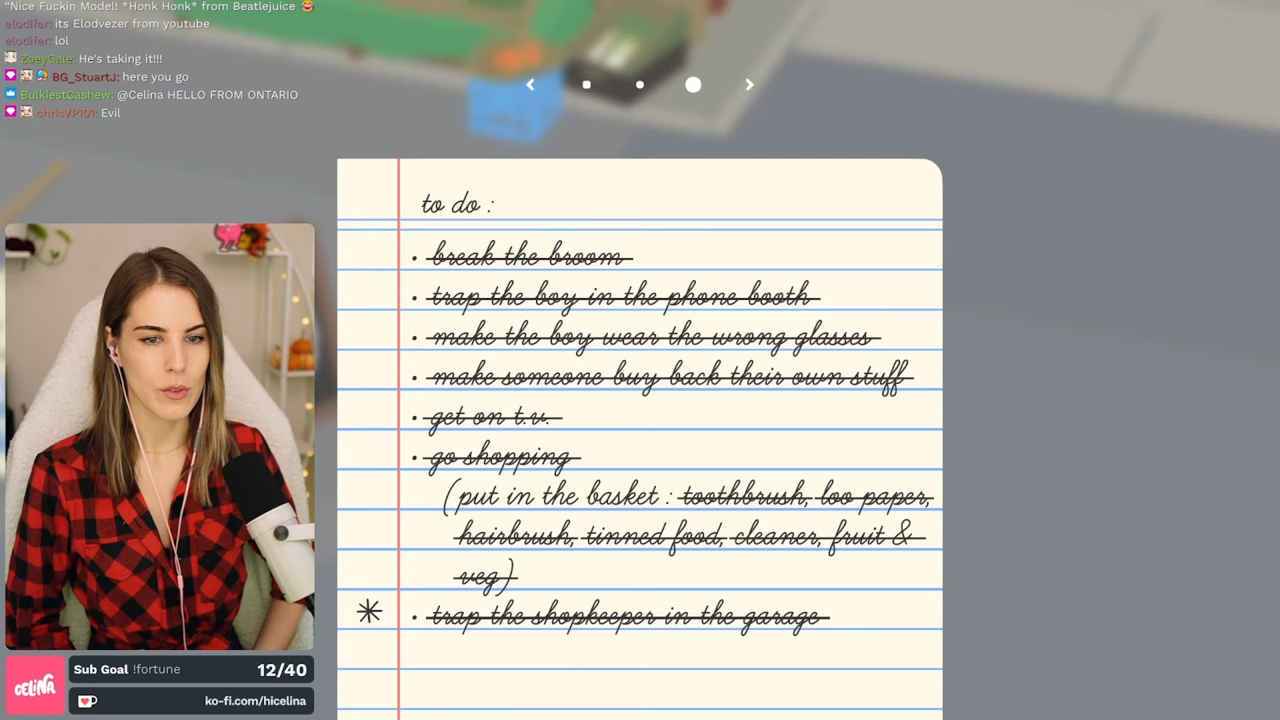 "Nice Fuckin Model! *Honk Honk* from Beatlejuice
elodifer: its Elodvezer from youtube
elodifer: lol
ZoeyGale: He's taking it!!!
BG_StuartJ: here you go
BulkiestCashew: @Celina HELLO FROM ONTARIO
chrisVP101: Evil
to do :
• break the broom
• trap the boy in the phone booth
• make the boy wear the wrong glasses
• make someone buy back their own stuff
• get on t.v.
• go shopping
(put in the basket : toothbrush, loo paper,
hairbrush, tinned food, cleaner, fruit &
veg)
• trap the shopkeeper in the garage
CELINA
Sub Goal !fortune 12/40
ko-fi.com/hicelina